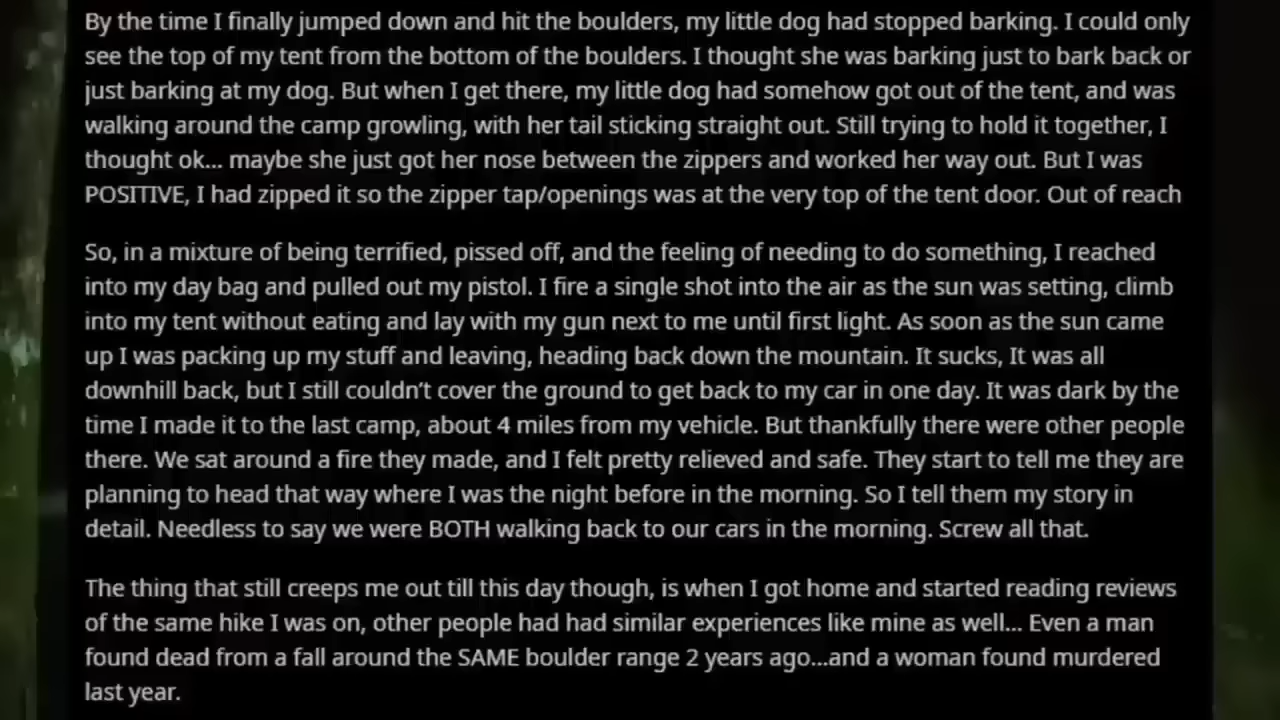 By the time I finally jumped down and hit the boulders, my little dog had stopped barking. I could only
see the top of my tent from the bottom of the boulders. I thought she was barking just to bark back or
just barking at my dog. But when I get there, my little dog had somehow got out of the tent, and was
walking around the camp growling, with her tail sticking straight out. Still trying to hold it together, I
thought ok... maybe she just got her nose between the zippers and worked her way out. But I was
POSITIVE, I had zipped it so the zipper tap/openings was at the very top of the tent door. Out of reach
So, in a mixture of being terrified, pissed off, and the feeling of needing to do something, I reached
into my day bag and pulled out my pistol. I fire a single shot into the air as the sun was setting, climb
into my tent without eating and lay with my gun next to me until first light. As soon as the sun came
up I was packing up my stuff and leaving, heading back down the mountain. It sucks, It was all
downhill back, but I still couldn't cover the ground to get back to my car in one day. It was dark by the
time I made it to the last camp, about 4 miles from my vehicle. But thankfully there were other people
there. We sat around a fire they made, and I felt pretty relieved and safe. They start to tell me they are
planning to head that way where I was the night before in the morning. So I tell them my story in
detail. Needless to say we were BOTH walking back to our cars in the morning. Screw all that.
The thing that still creeps me out till this day though, is when I got home and started reading reviews
of the same hike I was on, other people had had similar experiences like mine as well... Even a man
found dead from a fall around the SAME boulder range 2 years ago...and a woman found murdered
last year.